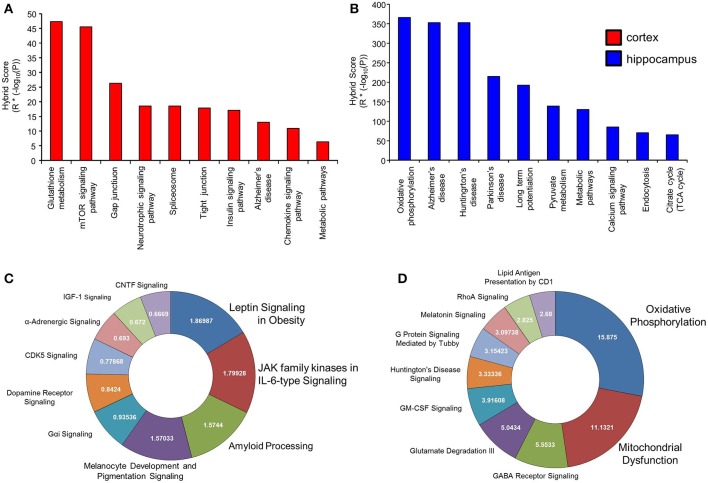 A
Hybrid Score
(R * (-log10(P))
50
45
40
35
30
25
20
15
10
5
0
Glutathione
metabolism
mTOR signaling
pathway
Gap junctiuon
Neurotrophic signaling
pathway
Spliceosome
Tight junction
Insulin signaling
pathway
Alzheimer's
disease
Chemokine signaling
pathway
Metabolic pathways
B
Hybrid Score
(R * (-log10(P))
400
350
300
250
200
150
100
50
0
cortex
hippocampus
Oxidative
phosphorylation
Alzheimer's
disease
Huntington's
disease
Parkinson's
disease
Long term
potentiation
Pyruvate
metabolism
Metabolic
pathways
Calcium signaling
pathway
Endocytosis
Citrate cycle
(TCA cycle)
C
CNTF Signaling
IGF-1 Signaling
α-Adrenergic Signaling
CDK5 Signaling
Dopamine Receptor
Signaling
Gαi Signaling
Melanocyte Development and
Pigmentation Signaling
Amyloid Processing
JAK family kinases in
IL-6-type Signaling
Leptin Signaling
in Obesity
1.86987
1.79928
1.5744
1.57033
0.93536
0.8424
0.77868
0.693
0.672
0.6669
D
Lipid Antigen
Presentation by CD1
RhoA Signaling
Melatonin Signaling
G Protein Signaling
Mediated by Tubby
Huntington's Disease
Signaling
GM-CSF Signaling
Glutamate Degradation III
GABA Receptor Signaling
Mitochondrial
Dysfunction
Oxidative
Phosphorylation
15.875
11.1321
5.5533
5.0434
3.91608
3.33336
3.15423
3.09738
2.825
2.68